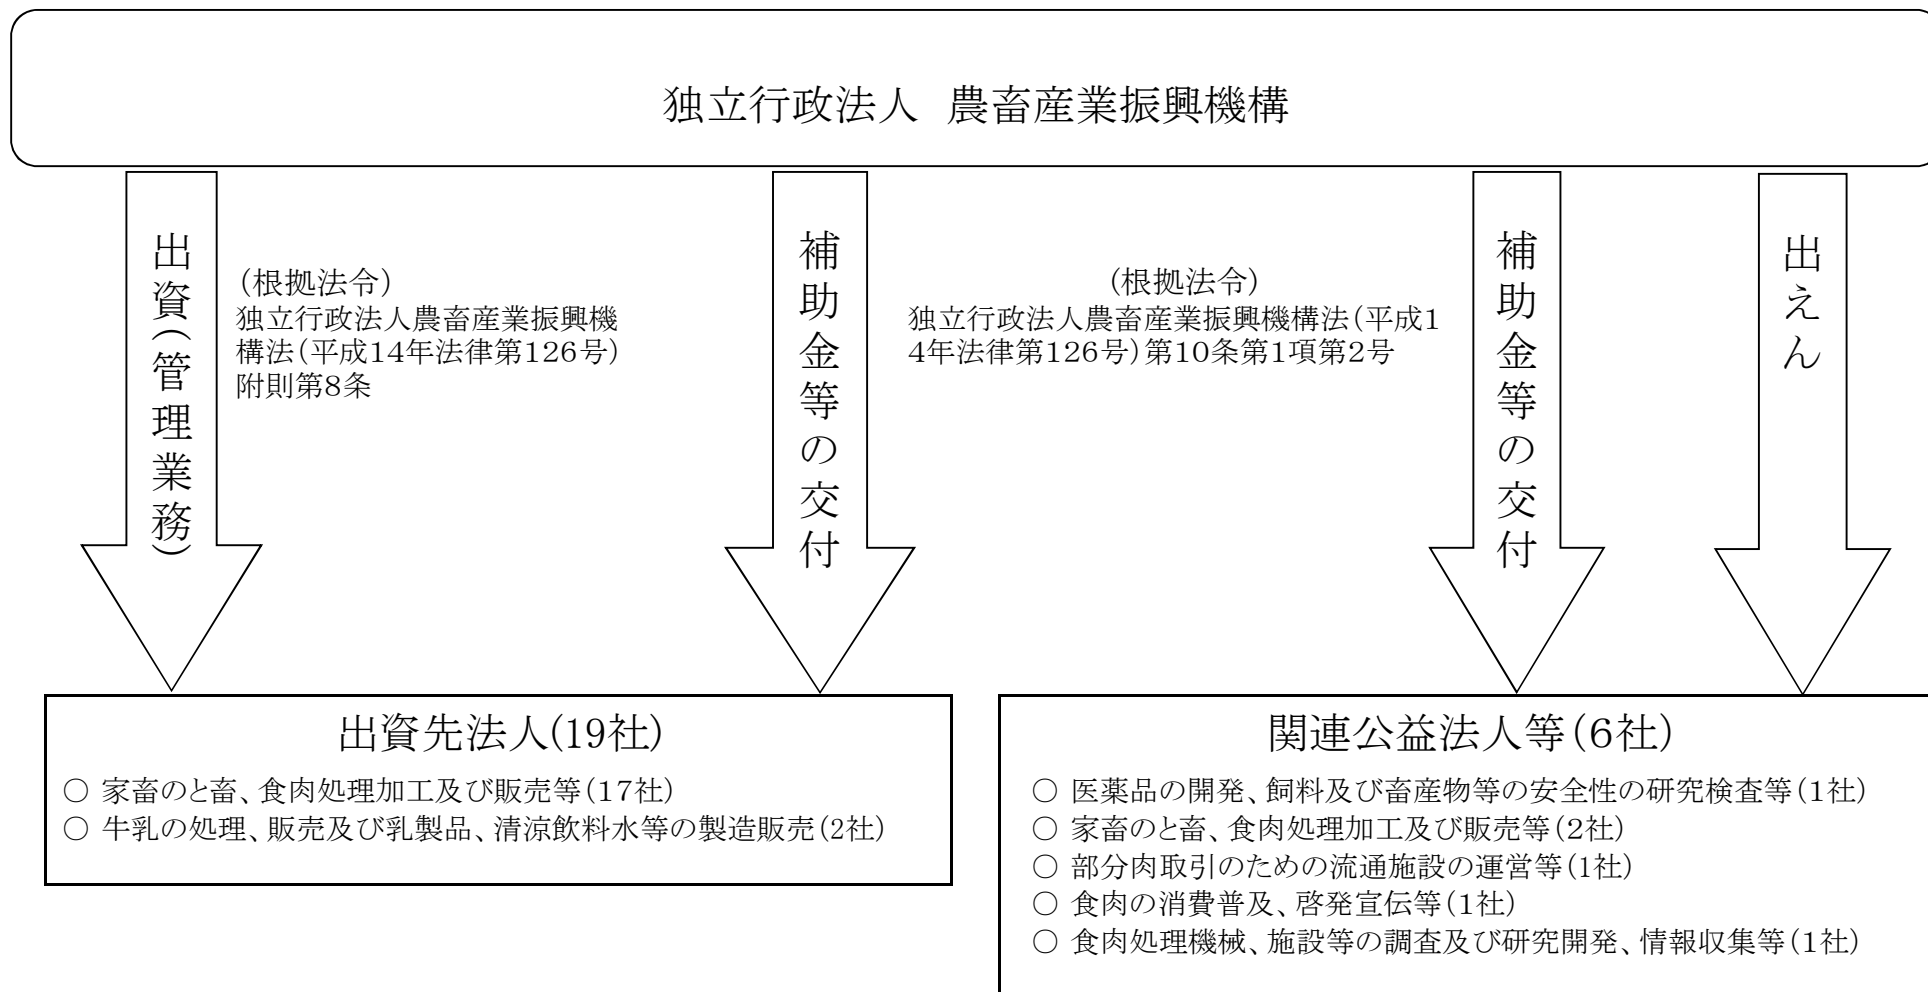 独立行政法人　農畜産業振興機構
出資(管理業務)
(根拠法令)
独立行政法人農畜産業振興機
構法(平成14年法律第126号)
附則第8条
補助金等の交付
(根拠法令)
独立行政法人農畜産業振興機構法(平成1
4年法律第126号)第10条第1項第2号
補助金等の交付
出えん
出資先法人(19社)
○ 家畜のと畜、食肉処理加工及び販売等(17社)
○ 牛乳の処理、販売及び乳製品、清涼飲料水等の製造販売(2社)
関連公益法人等(6社)
○ 医薬品の開発、飼料及び畜産物等の安全性の研究検査等(1社)
○ 家畜のと畜、食肉処理加工及び販売等(2社)
○ 部分肉取引のための流通施設の運営等(1社)
○ 食肉の消費普及、啓発宣伝等(1社)
○ 食肉処理機械、施設等の調査及び研究開発、情報収集等(1社)